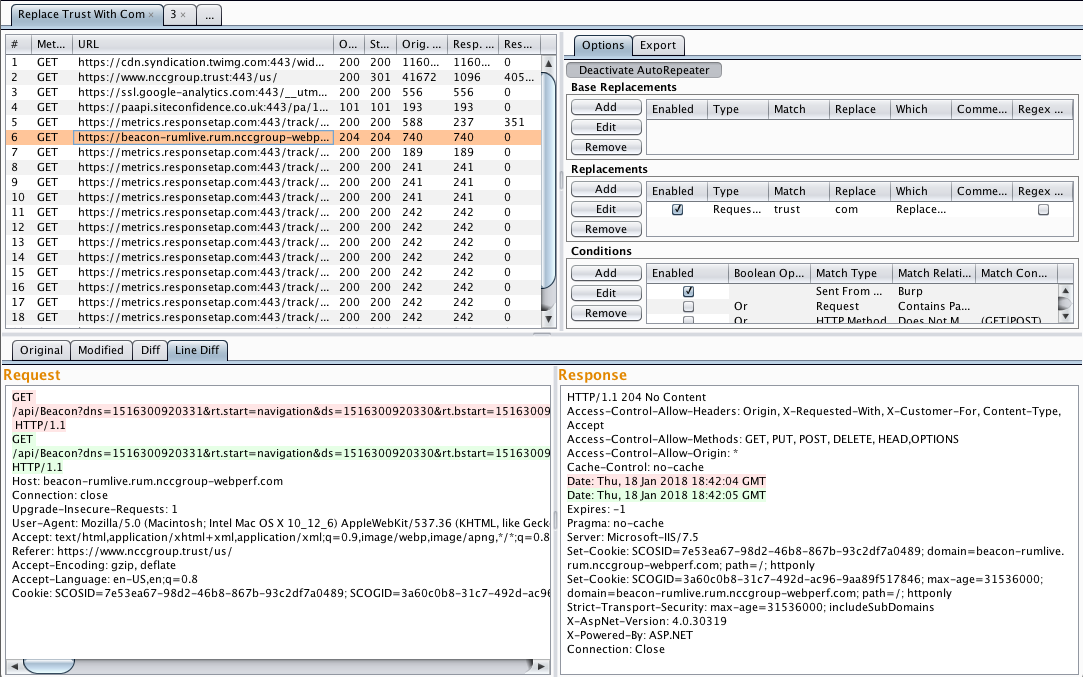 Replace Trust With Com × 3 × ...
# Met... URL O... St... Orig. ... Resp. ... Res...
1 GET https://cdn.syndication.twimg.com:443/wid... 200 200 1160... 1160... 0
2 GET https://www.nccgroup.trust:443/us/ 200 301 41672 1096 405...
3 GET https://ssl.google-analytics.com:443/__utm... 200 200 556 556 0
4 GET https://paapi.siteconfidence.co.uk:443/pa/1... 101 101 193 193 0
5 GET https://metrics.responsetap.com:443/track/... 200 200 588 237 351
6 GET https://beacon-rumlive.rum.nccgroup-webp... 204 204 740 740 0
7 GET https://metrics.responsetap.com:443/track/... 200 200 189 189 0
8 GET https://metrics.responsetap.com:443/track/... 200 200 241 241 0
9 GET https://metrics.responsetap.com:443/track/... 200 200 241 241 0
10 GET https://metrics.responsetap.com:443/track/... 200 200 241 241 0
11 GET https://metrics.responsetap.com:443/track/... 200 200 242 242 0
12 GET https://metrics.responsetap.com:443/track/... 200 200 242 242 0
13 GET https://metrics.responsetap.com:443/track/... 200 200 242 242 0
14 GET https://metrics.responsetap.com:443/track/... 200 200 242 242 0
15 GET https://metrics.responsetap.com:443/track/... 200 200 242 242 0
16 GET https://metrics.responsetap.com:443/track/... 200 200 242 242 0
17 GET https://metrics.responsetap.com:443/track/... 200 200 242 242 0
18 GET https://metrics.responsetap.com:443/track/... 200 200 242 242 0
Options Export
Deactivate AutoRepeater
Base Replacements
Add
Edit
Remove
Enabled Type Match Replace Which Comme... Regex ...
Replacements
Add
Edit
Remove
Enabled Type Match Replace Which Comme... Regex ...
Reques... trust com Replace...
Conditions
Add
Edit
Remove
Enabled Boolean Op... Match Type Match Relati... Match Con...
Sent From ... Burp
Or Request Contains Pa...
Or HTTP Method Does Not M... (GET|POST)
Original Modified Diff Line Diff
Request
GET
/api/Beacon?dns=1516300920331&rt.start=navigation&ds=1516300920330&rt.bstart=15163009
HTTP/1.1
GET
/api/Beacon?dns=1516300920331&rt.start=navigation&ds=1516300920330&rt.bstart=15163009
HTTP/1.1
Host: beacon-rumlive.rum.nccgroup-webperf.com
Connection: close
Upgrade-Insecure-Requests: 1
User-Agent: Mozilla/5.0 (Macintosh; Intel Mac OS X 10_12_6) AppleWebKit/537.36 (KHTML, like Geck
Accept: text/html,application/xhtml+xml,application/xml;q=0.9,image/webp,image/apng,*/*;q=0.8
Referer: https://www.nccgroup.trust/us/
Accept-Encoding: gzip, deflate
Accept-Language: en-US,en;q=0.8
Cookie: SCOSID=7e53ea67-98d2-46b8-867b-93c2df7a0489; SCOGID=3a60c0b8-31c7-492d-ac96
Response
HTTP/1.1 204 No Content
Access-Control-Allow-Headers: Origin, X-Requested-With, X-Customer-For, Content-Type,
Accept
Access-Control-Allow-Methods: GET, PUT, POST, DELETE, HEAD,OPTIONS
Access-Control-Allow-Origin: *
Cache-Control: no-cache
Date: Thu, 18 Jan 2018 18:42:04 GMT
Date: Thu, 18 Jan 2018 18:42:05 GMT
Expires: -1
Pragma: no-cache
Server: Microsoft-IIS/7.5
Set-Cookie: SCOSID=7e53ea67-98d2-46b8-867b-93c2df7a0489; domain=beacon-rumlive.
rum.nccgroup-webperf.com; path=/; httponly
Set-Cookie: SCOGID=3a60c0b8-31c7-492d-ac96-9aa89f517846; max-age=31536000;
domain=beacon-rumlive.rum.nccgroup-webperf.com; path=/; httponly
Strict-Transport-Security: max-age=31536000; includeSubDomains
X-AspNet-Version: 4.0.30319
X-Powered-By: ASP.NET
Connection: Close